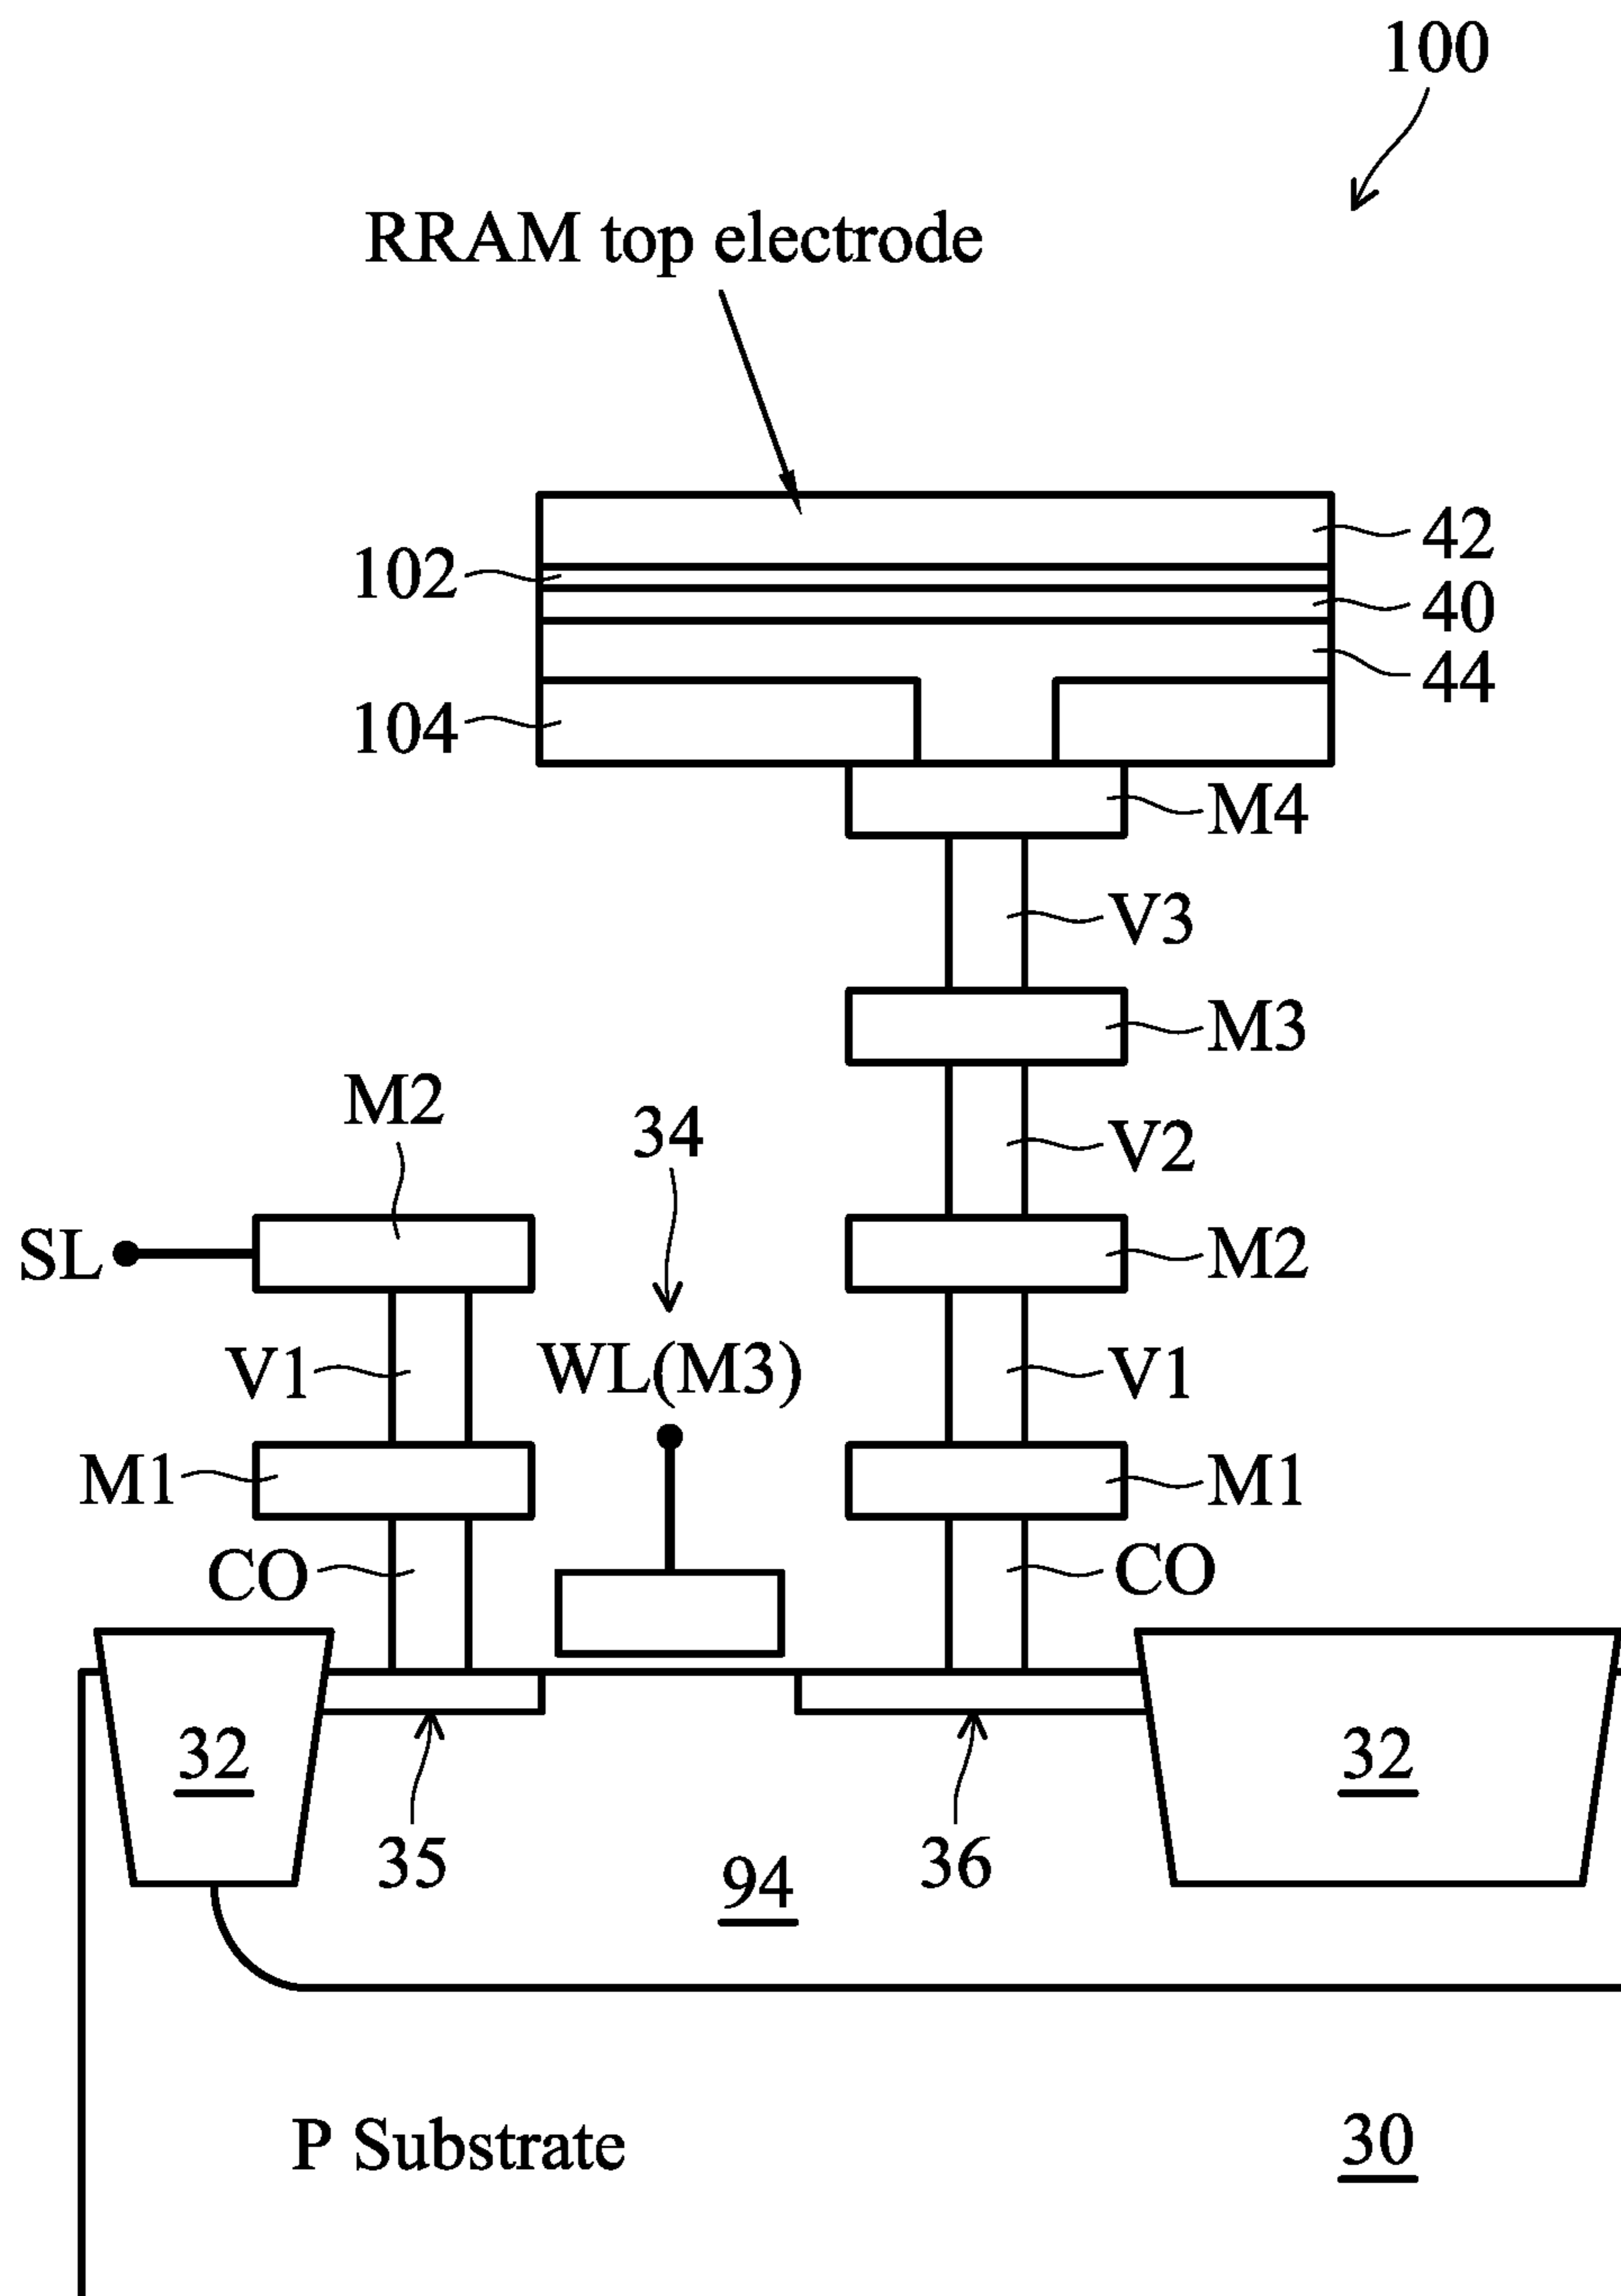 100
RRAM top electrode
42
102
40
44
104
M4
V3
M3
M2
34
V2
SL
M2
V1
WL(M3)
V1
M1
M1
CO
CO
32
32
35
94
36
P Substrate
30